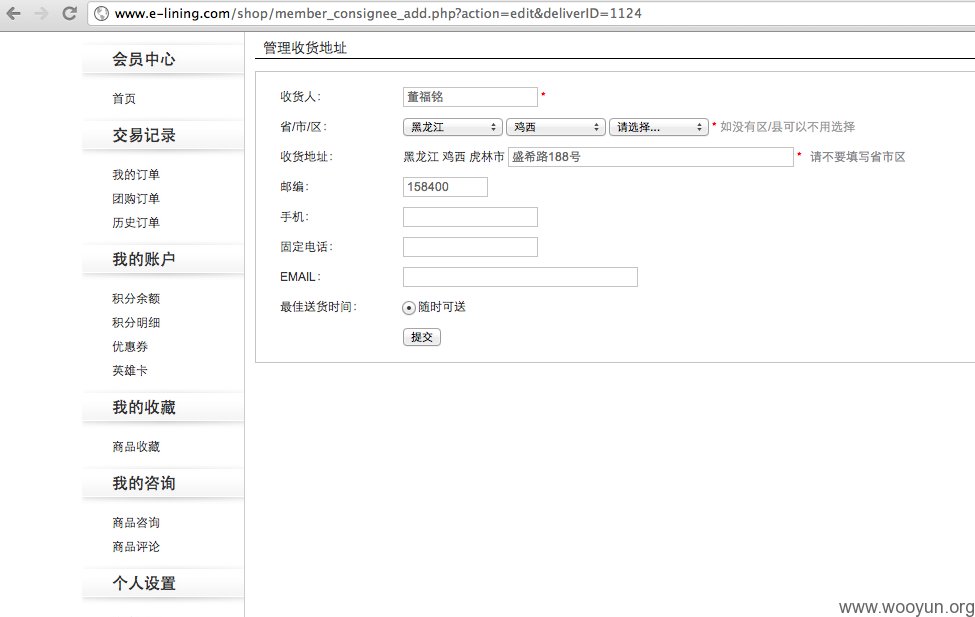 www.e-lining.com/shop/member_consignee_add.php?action=edit&deliverID=1124
会员中心
首页
交易记录
我的订单
团购订单
历史订单
我的账户
积分余额
积分明细
优惠券
英雄卡
我的收藏
商品收藏
我的咨询
商品咨询
商品评论
个人设置
管理收货地址
收货人: 董福铭 *
省/市/区: 黑龙江 鸡西 请选择... * 如没有区/县可以不用选择
收货地址: 黑龙江 鸡西 虎林市 盛希路188号 * 请不要填写省市区
邮编: 158400
手机:
固定电话:
EMAIL:
最佳送货时间: 随时可送
提交
www.wooyun.org